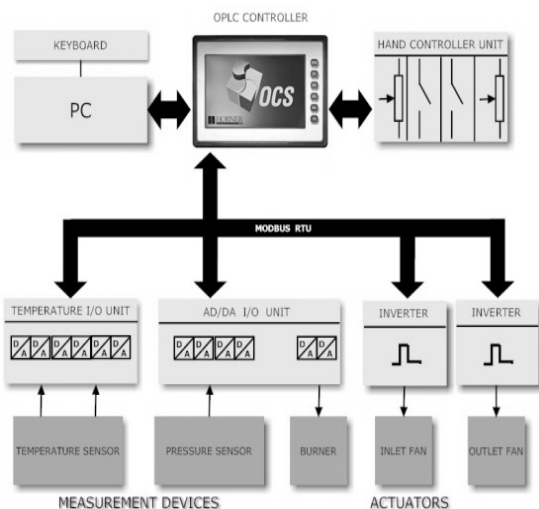 OPLC CONTROLLER
KEYBOARD
PC
OCS
HORNER
HAND CONTROLLER UNIT
MODBUS RTU
TEMPERATURE I/O UNIT
D/A D/A D/A D/A D/A D/A
AD/DA I/O UNIT
D/A D/A D/A D/A D/A D/A
INVERTER
INVERTER
TEMPERATURE SENSOR
PRESSURE SENSOR
BURNER
INLET FAN
OUTLET FAN
MEASUREMENT DEVICES
ACTUATORS